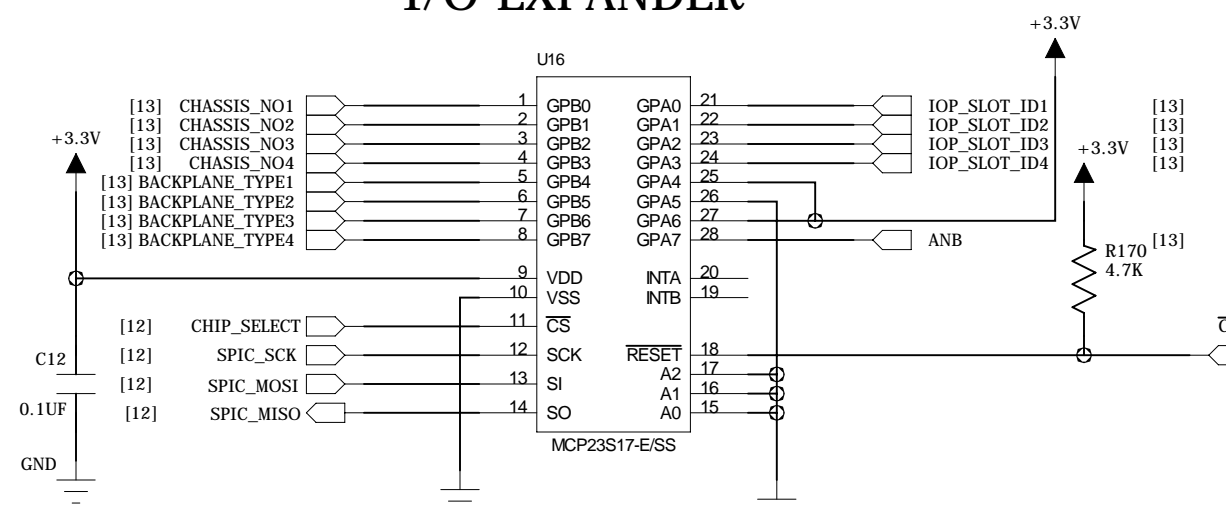 I/O EXPANDER
+3.3V
U16
[13] CHASSIS_NO1 1 GPB0 GPA0 21 IOP_SLOT_ID1 [13]
[13] CHASSIS_NO2 2 GPB1 GPA1 22 IOP_SLOT_ID2 [13]
[13] CHASSIS_NO3 3 GPB2 GPA2 23 IOP_SLOT_ID3 [13]
[13] CHASIS_NO4 4 GPB3 GPA3 24 IOP_SLOT_ID4 [13]
+3.3V
+3.3V
[13] BACKPLANE_TYPE1 5 GPB4 GPA4 25
[13] BACKPLANE_TYPE2 6 GPB5 GPA5 26
[13] BACKPLANE_TYPE3 7 GPB6 GPA6 27
[13] BACKPLANE_TYPE4 8 GPB7 GPA7 28 ANB [13]
R170
4.7K
9 VDD INTA 20
10 VSS INTB 19
[12] CHIP_SELECT 11 CS
[12] SPIC_SCK 12 SCK RESET 18
A2 17
[12] SPIC_MOSI 13 SI A1 16
[12] SPIC_MISO 14 SO A0 15
C12
0.1UF
MCP23S17-E/SS
GND